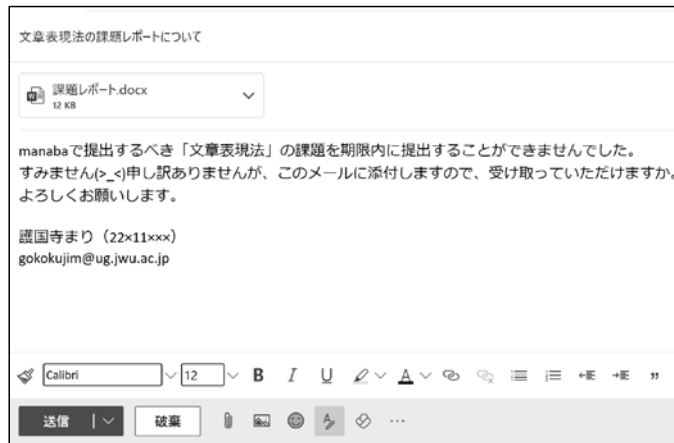 文章表現法の課題レポートについて
課題レポート.docx
12 KB
manabaで提出するべき「文章表現法」の課題を期限内に提出することができませんでした。
すみません(>_<)申し訳ありませんが、このメールに添付しますので、受け取っていただけますか。
よろしくお願いします。
護国寺まり（22×11×××）
gokokujim@ug.jwu.ac.jp
Calibri 12 B I U A
送信 破棄